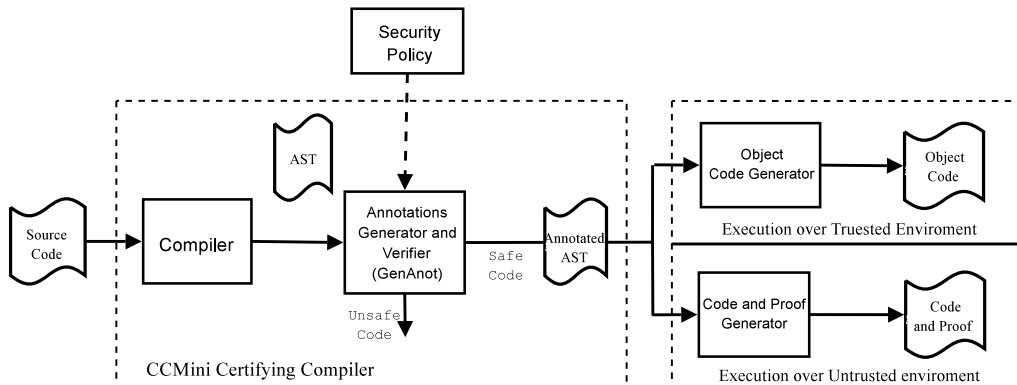 Security
Policy
AST
Source
Code
Compiler
Annotations
Generator and
Verifier
(GenAnot)
Safe
Code
Annotated
AST
Unsafe
Code
CCMini Certifying Compiler
Object
Code Generator
Object
Code
Execution over Truested Enviroment
Code and Proof
Generator
Code
and Proof
Execution over Untrusted enviroment